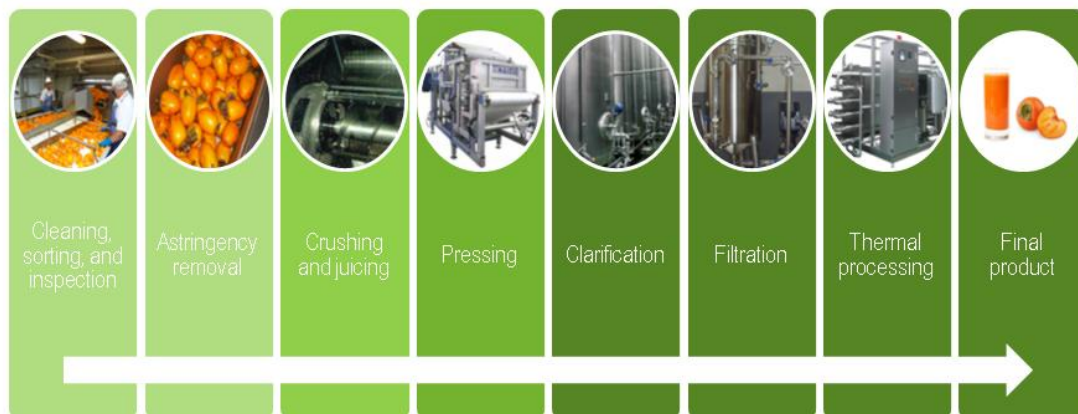 Cleaning,
sorting, and
inspection
Astringency
removal
Crushing
and juicing
Pressing
Clarification
Filtration
Thermal
processing
Final
product